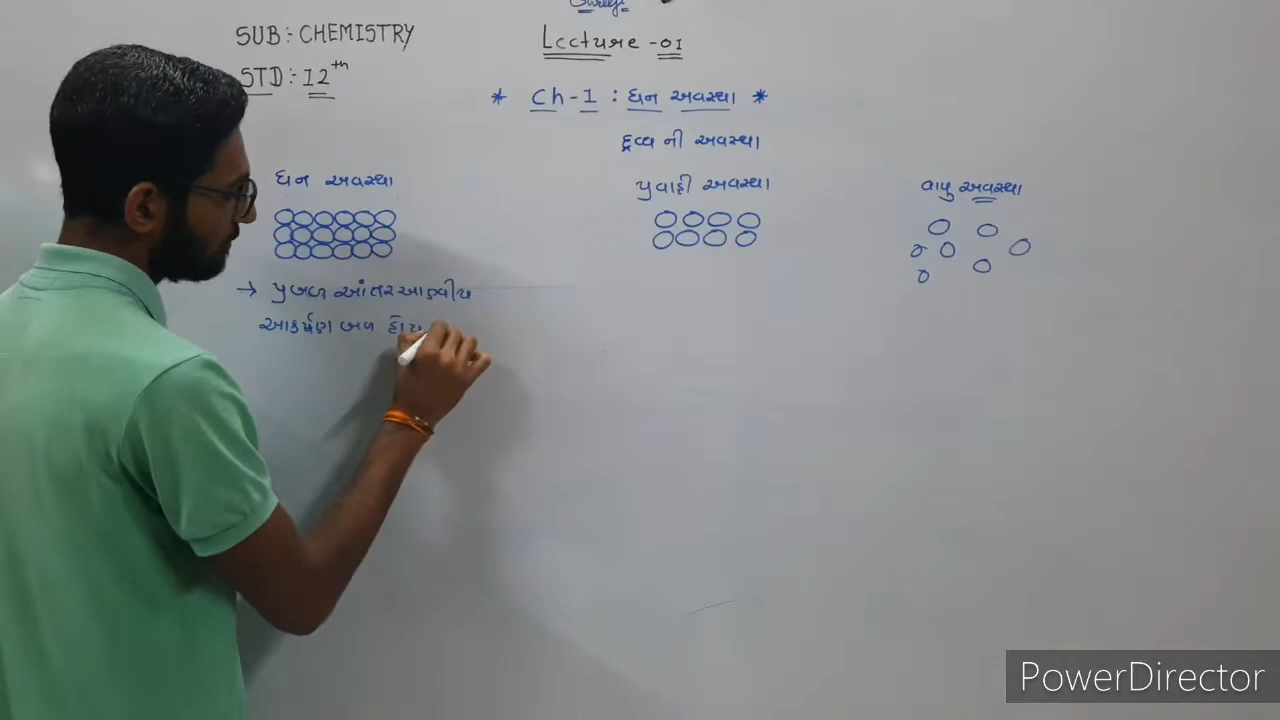 SUB:- CHEMISTRY
STD:- 12th
Lecture - 01
* Ch-1 : ઘન અવસ્થા *
દ્રવ્ય ની અવસ્થા
ઘન અવસ્થા
પ્રવાહી અવસ્થા
વાયુ અવસ્થા
→ પ્રબળ આંતરઆણ્વીય
આકર્ષણ બળ હોય
PowerDirector